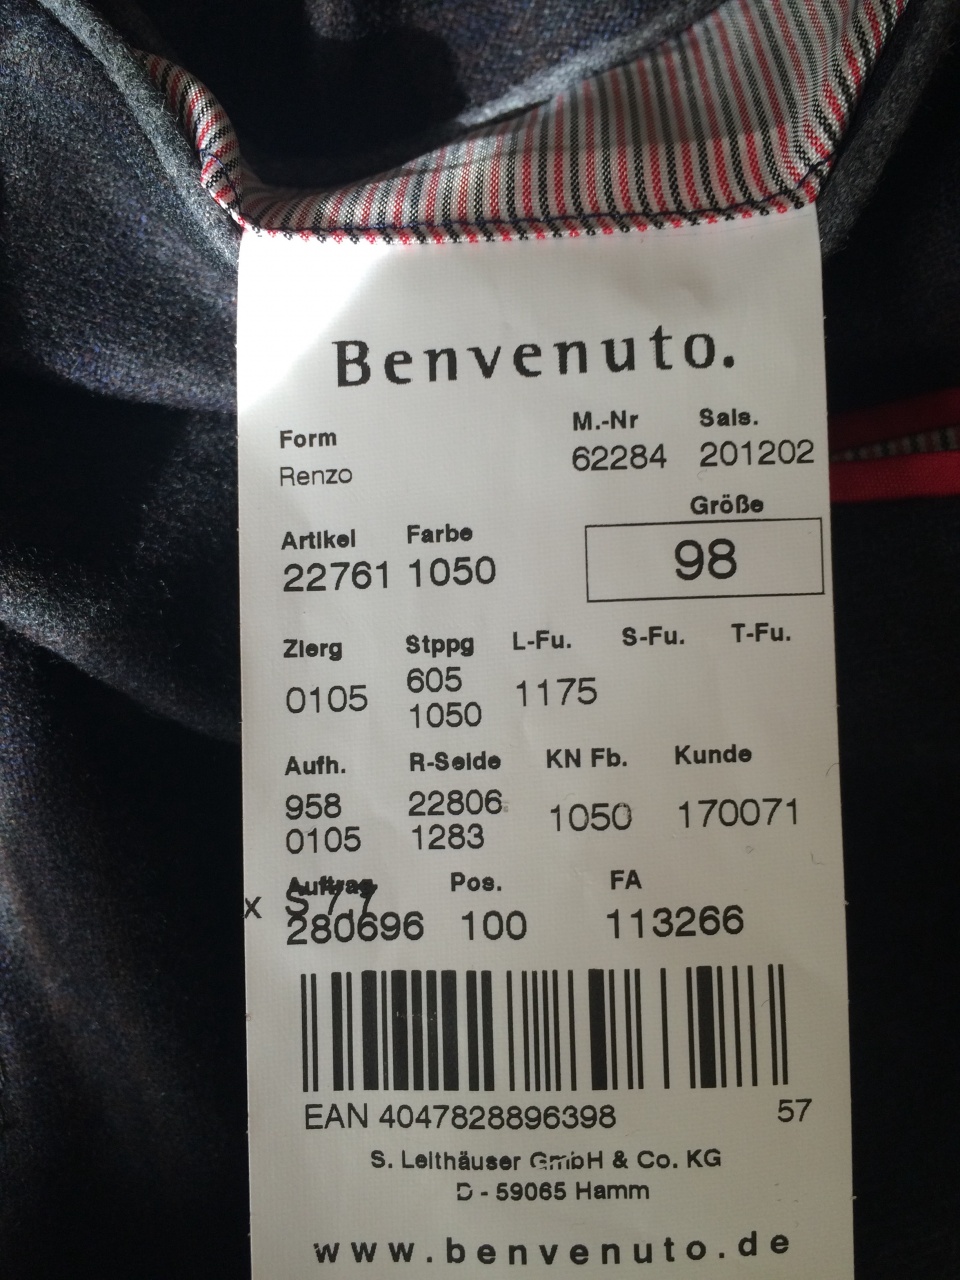 Benvenuto.
Form M.-Nr Sais.
Renzo 62284 201202
Größe
Artikel Farbe
22761 1050 98
Zierg Stppg L-Fu. S-Fu. T-Fu.
0105 605 1175
1050
Aufh. R-Seide KN Fb. Kunde
958 22806 1050 170071
0105 1283
Auftrag Pos. FA
x S 7,7
280696 100 113266
EAN 4047828896398 57
S. Leithäuser GmbH & Co. KG
D - 59065 Hamm
www.benvenuto.de